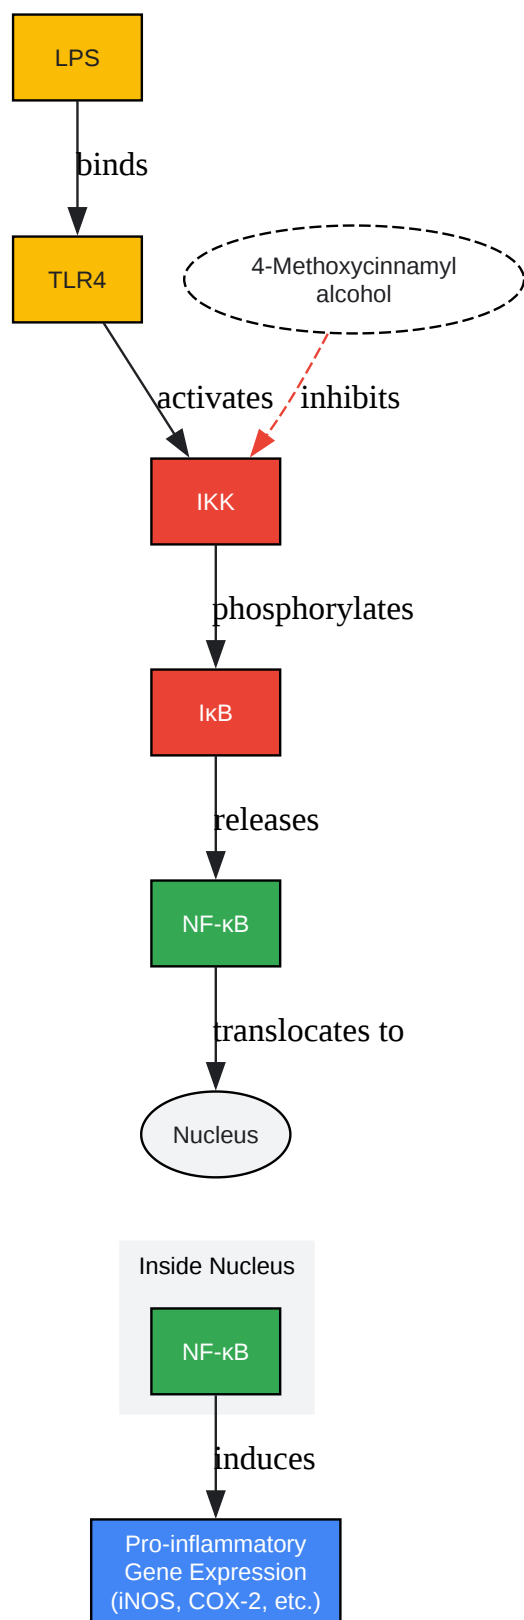 LPS
binds
TLR4
4-Methoxycinnamyl
alcohol
activates
inhibits
IKK
phosphorylates
IκB
releases
NF-κB
translocates to
Nucleus
Inside Nucleus
NF-κB
induces
Pro-inflammatory
Gene Expression
(iNOS, COX-2, etc.)